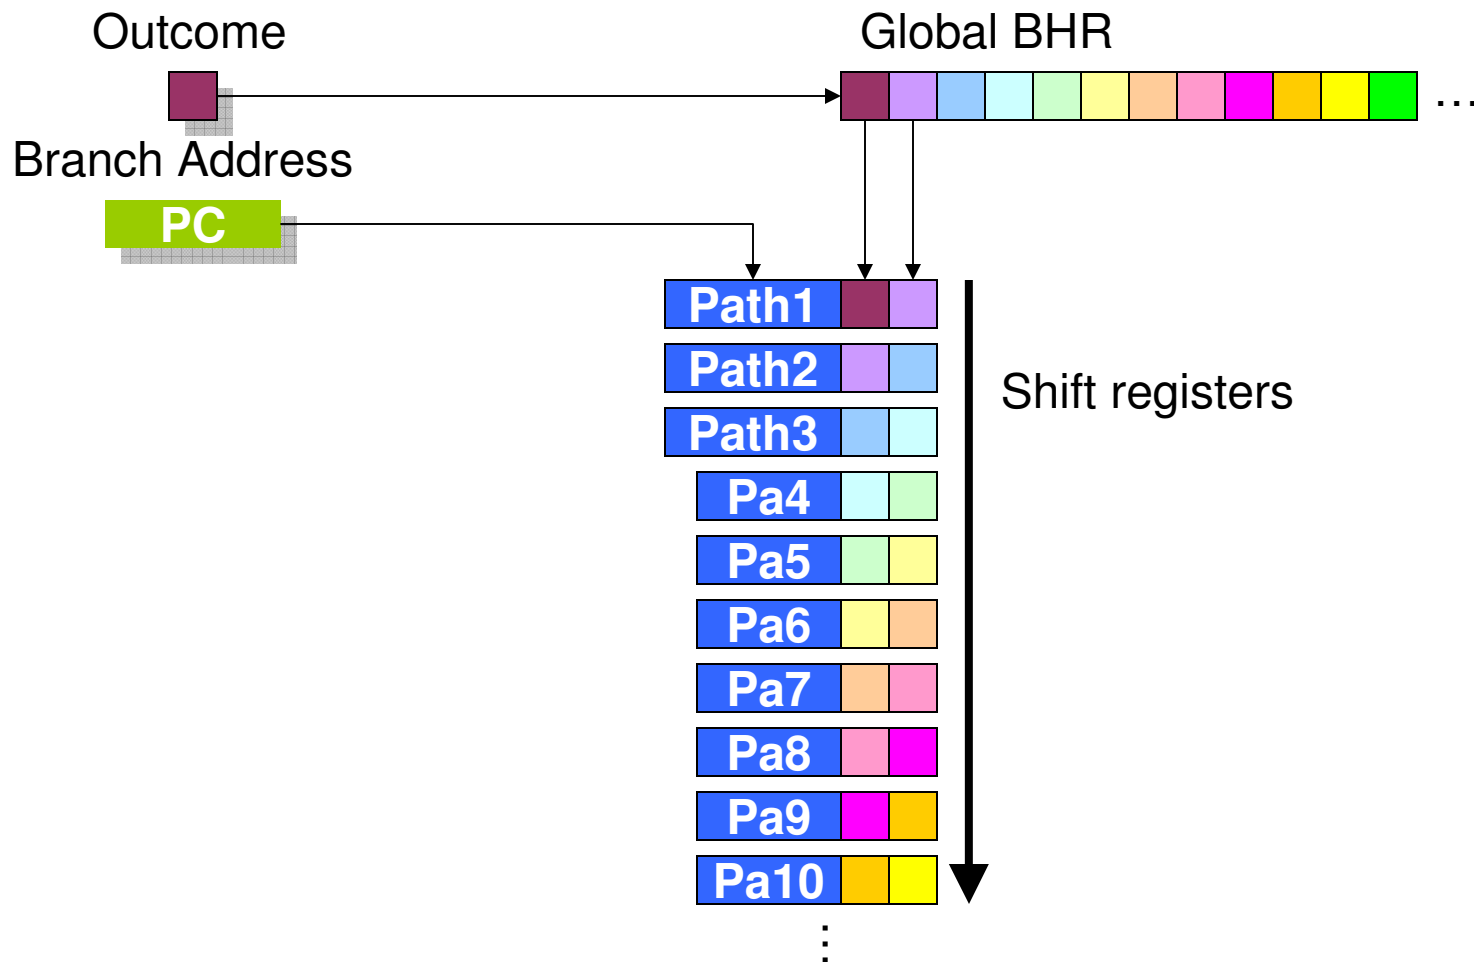 Outcome
Global BHR
...
Branch Address
PC
Path1
Path2
Shift registers
Path3
Pa4
Pa5
Pa6
Pa7
Pa8
Pa9
Pa10
...